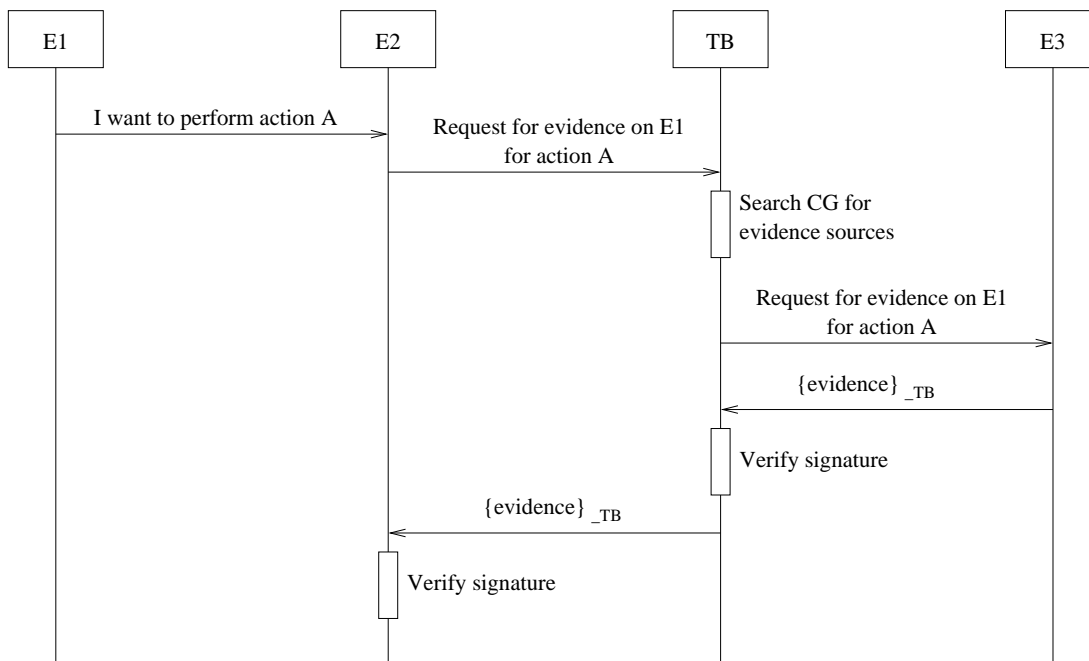 E1
E2
TB
E3
I want to perform action A
Request for evidence on E1
for action A
Search CG for
evidence sources
Request for evidence on E1
for action A
{evidence} _TB
Verify signature
{evidence} _TB
Verify signature